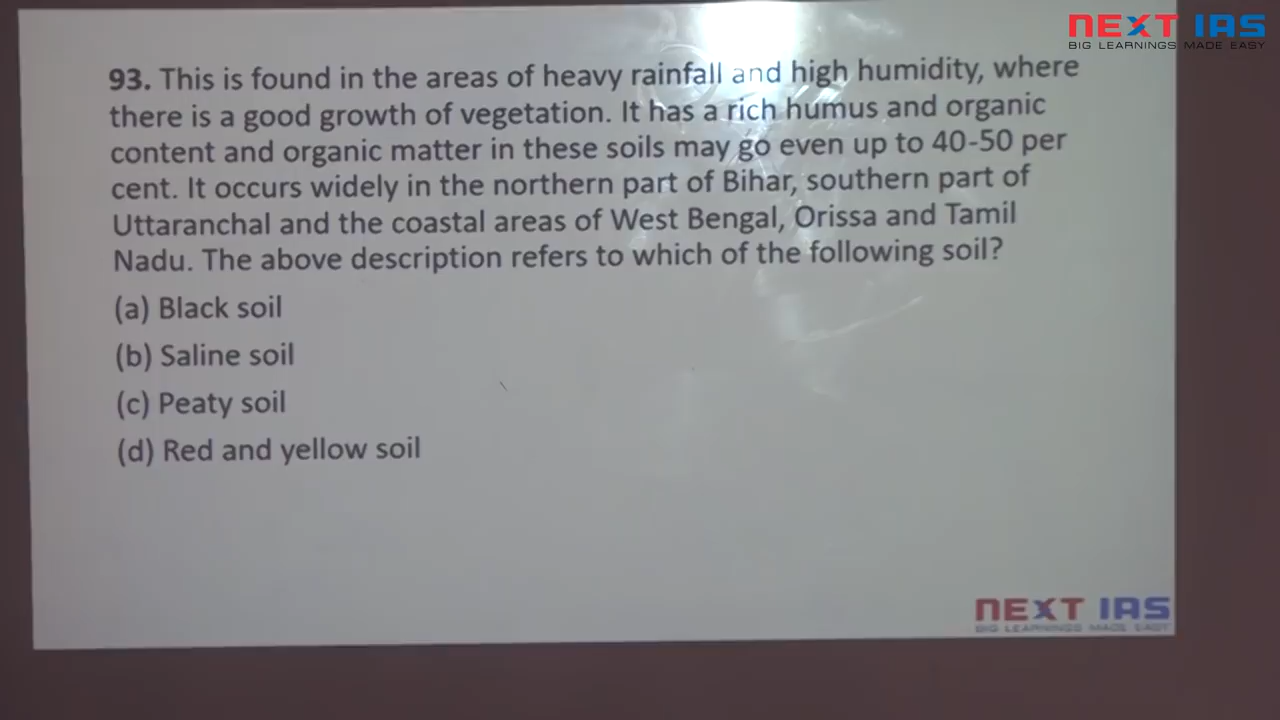 NEXT IAS
BIG LEARNINGS MADE EASY
93. This is found in the areas of heavy rainfall and high humidity, where
there is a good growth of vegetation. It has a rich humus and organic
content and organic matter in these soils may go even up to 40-50 per
cent. It occurs widely in the northern part of Bihar, southern part of
Uttaranchal and the coastal areas of West Bengal, Orissa and Tamil
Nadu. The above description refers to which of the following soil?
(a) Black soil
(b) Saline soil
(c) Peaty soil
(d) Red and yellow soil
NEXT IAS
BIG LEARNINGS MADE EASY